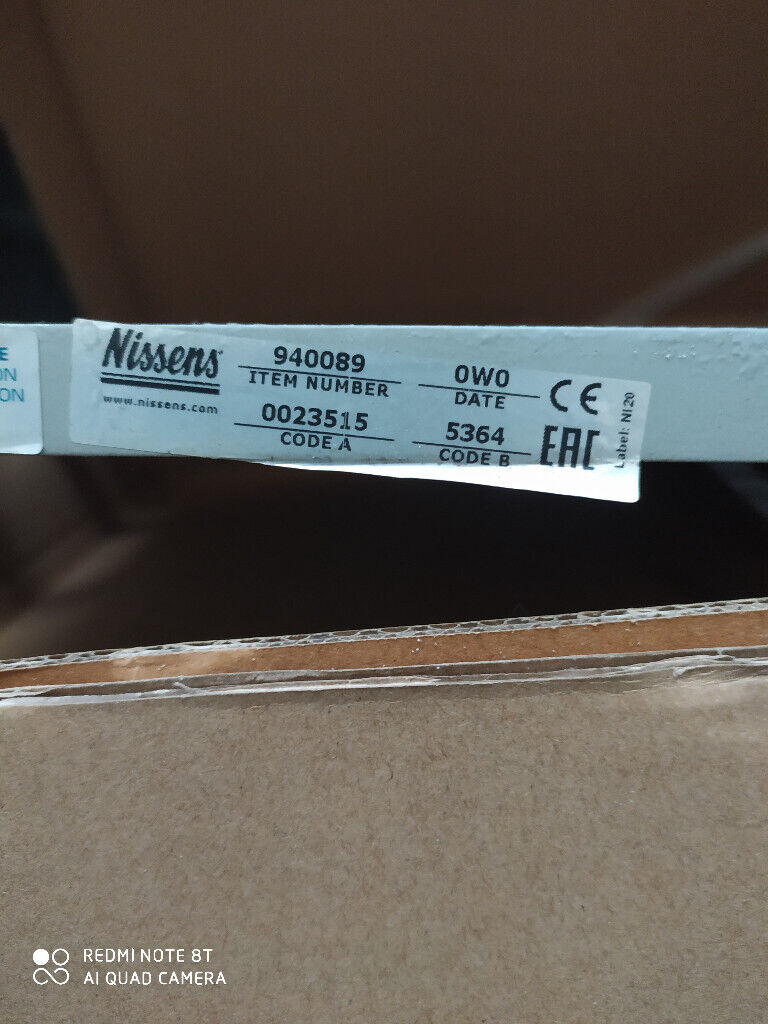 E
ON
ION
Nissens
www.nissens.com
940089
ITEM NUMBER
0023515
CODE A
0W0
DATE
5364
CODE B
CE
EAC
Label: NI20
REDMI NOTE 8T
AI QUAD CAMERA